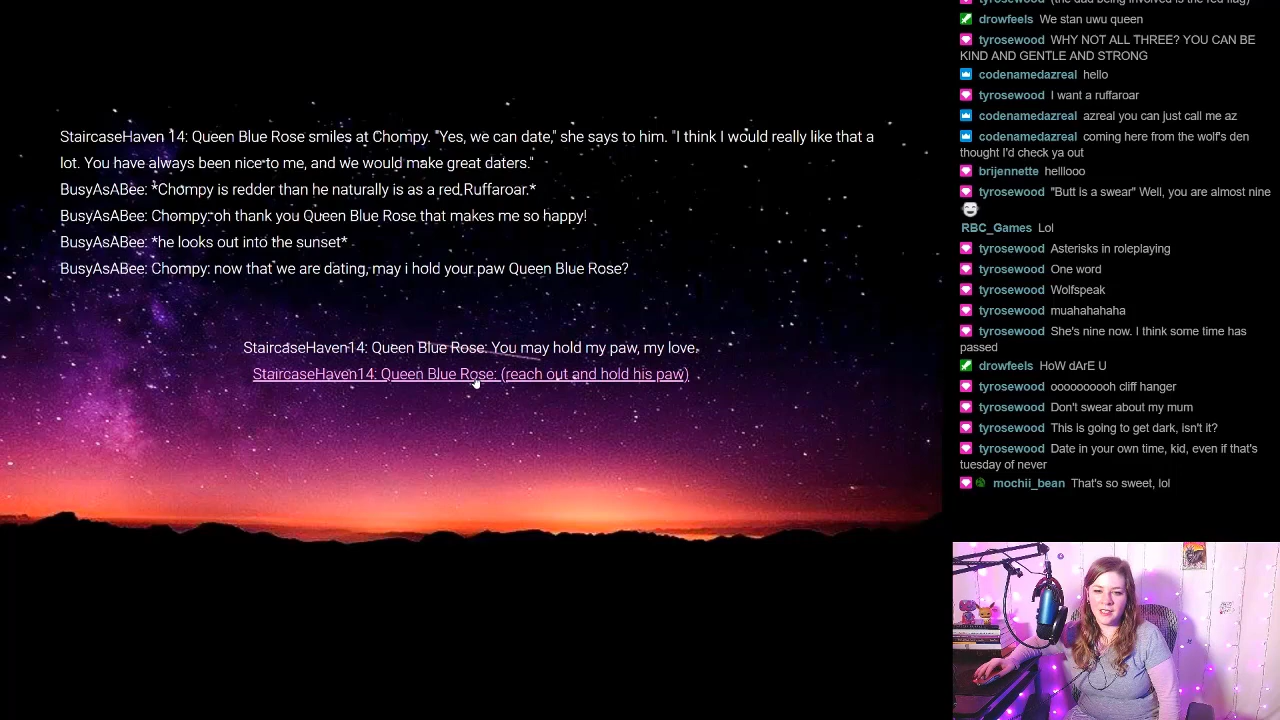 StaircaseHaven 14: Queen Blue Rose smiles at Chompy. "Yes, we can date," she says to him. "I think I would really like that a
lot. You have always been nice to me, and we would make great daters."
BusyAsABee: *Chompy is redder than he naturally is as a red Ruffaroar.*
BusyAsABee: Chompy: oh thank you Queen Blue Rose that makes me so happy!
BusyAsABee: *he looks out into the sunset*
BusyAsABee: Chompy: now that we are dating, may i hold your paw Queen Blue Rose?
StaircaseHaven14: Queen Blue Rose: You may hold my paw, my love.
StaircaseHaven14: Queen Blue Rose: (reach out and hold his paw)
tyrosewood (the dad being involved is the red flag)
drowfeels We stan uwu queen
tyrosewood WHY NOT ALL THREE? YOU CAN BE
KIND AND GENTLE AND STRONG
codenamedazreal hello
tyrosewood I want a ruffaroar
codenamedazreal azreal you can just call me az
codenamedazreal coming here from the wolf's den
thought I'd check ya out
brijennette helllooo
tyrosewood "Butt is a swear" Well, you are almost nine
RBC_Games Lol
tyrosewood Asterisks in roleplaying
tyrosewood One word
tyrosewood Wolfspeak
tyrosewood muahahahaha
tyrosewood She's nine now. I think some time has
passed
drowfeels HoW dArE U
tyrosewood oooooooooh cliff hanger
tyrosewood Don't swear about my mum
tyrosewood This is going to get dark, isn't it?
tyrosewood Date in your own time, kid, even if that's
tuesday of never
mochii_bean That's so sweet, lol